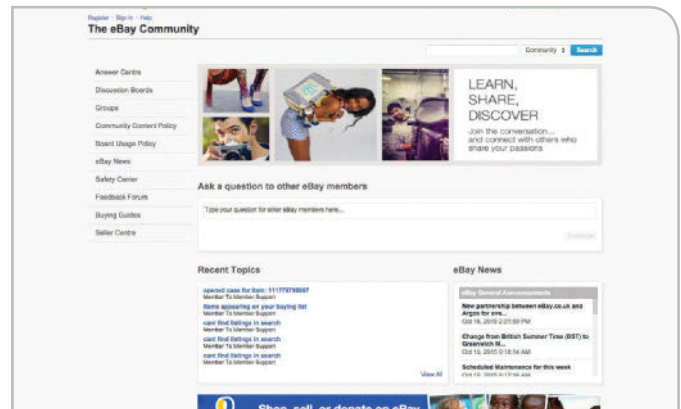 Register · Sign In · Help
The eBay Community
Community
Search
Answer Centre
Discussion Boards
Groups
Community Content Policy
Board Usage Policy
eBay News
Safety Center
Feedback Forum
Buying Guides
Seller Centre
LEARN,
SHARE,
DISCOVER
Join the conversation...
and connect with others who
share your passions
Ask a question to other eBay members
Type your question for other eBay members here...
Recent Topics
opened case for item: 
Member To Member Support
Items appearing on your buying list
Member To Member Support
cant find listings in search
Member To Member Support
cant find listings in search
Member To Member Support
cant find listings in search
Member To Member Support
View All
eBay News
eBay General Announcements
New partnership between eBay.co.uk and
Argos for eve...
Oct 16, 2015 2:21:59 PM
Change from British Summer Time (BST) to
Greenwich M...
Oct 15, 2015 9:18:14 AM
Scheduled Maintenance for this week
Shop, sell, or donate on eBay